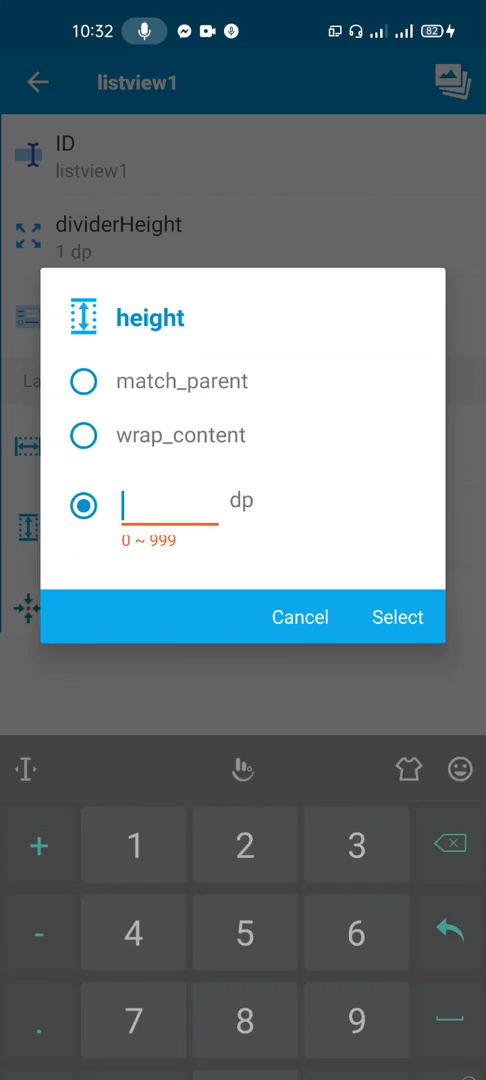 10:32
82
listview1
ID
listview1
dividerHeight
1 dp
La
height
match_parent
wrap_content
dp
0 ~ 999
Cancel Select
+ 1 2 3
- 4 5 6
. 7 8 9